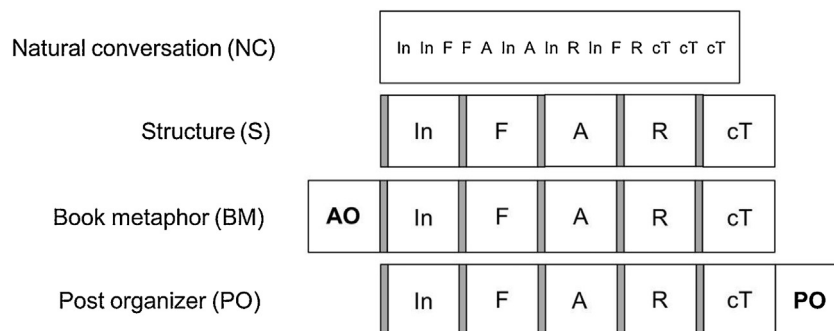 Natural conversation (NC) In In F F A In A In R In F R cT cT cT
Structure (S) In F A R cT
Book metaphor (BM) AO In F A R cT
Post organizer (PO) In F A R cT PO